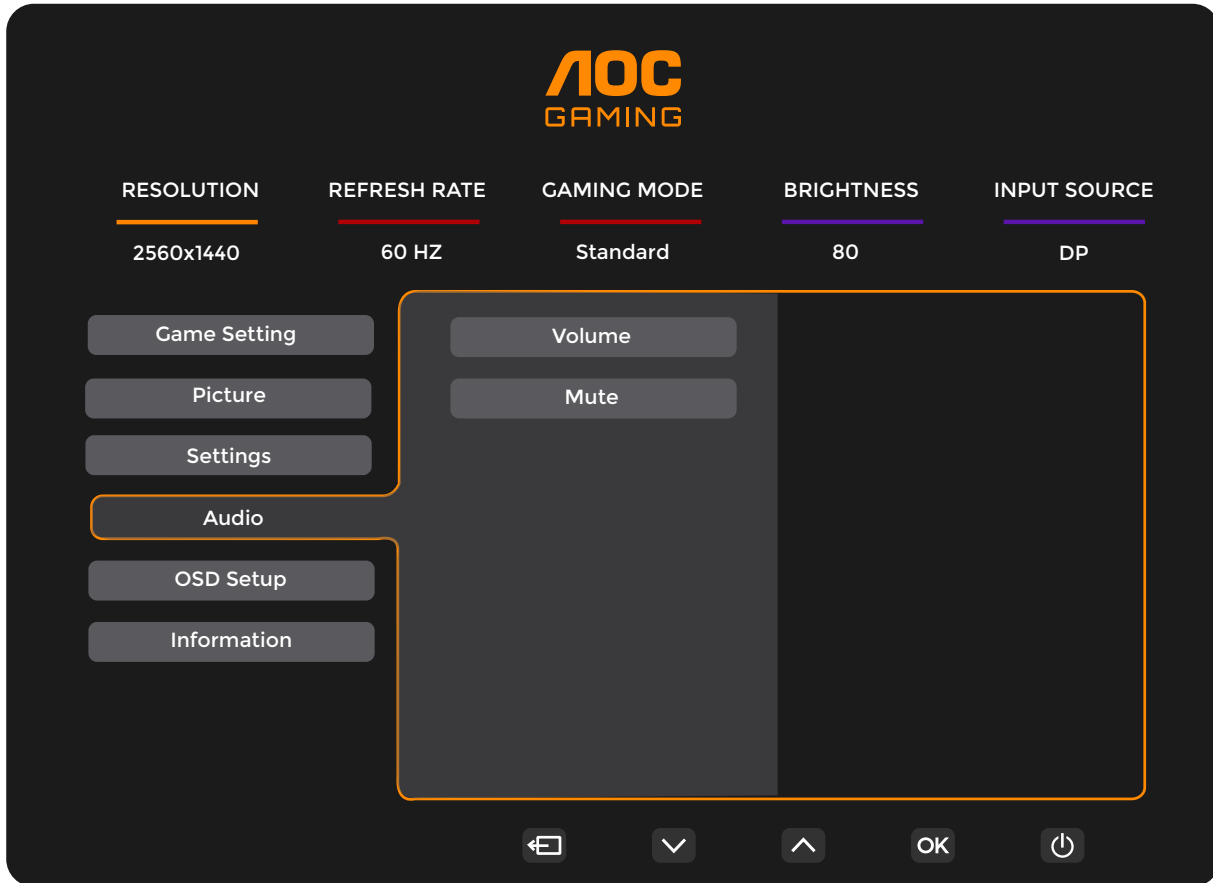 AOC
GAMING
RESOLUTION REFRESH RATE GAMING MODE BRIGHTNESS INPUT SOURCE
2560x1440 60 HZ Standard 80 DP
Game Setting Volume
Picture Mute
Settings
Audio
OSD Setup
Information
OK